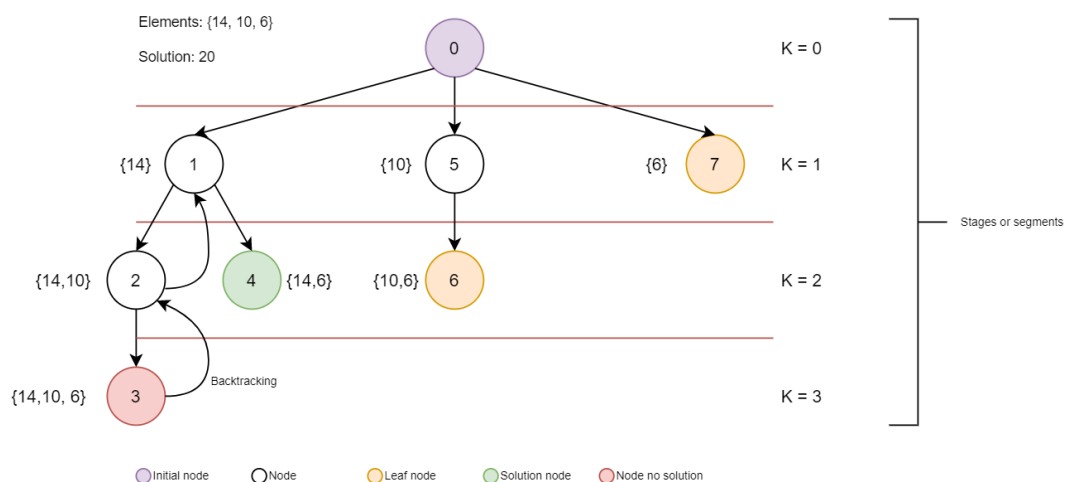 Elements: {14, 10, 6}
Solution: 20
0
K = 0
{14}
1
{10}
5
{6}
7
K = 1
Stages or segments
{14,10}
2
4
{14,6}
{10,6}
6
K = 2
Backtracking
{14,10, 6}
3
K = 3
Initial node
Node
Leaf node
Solution node
Node no solution